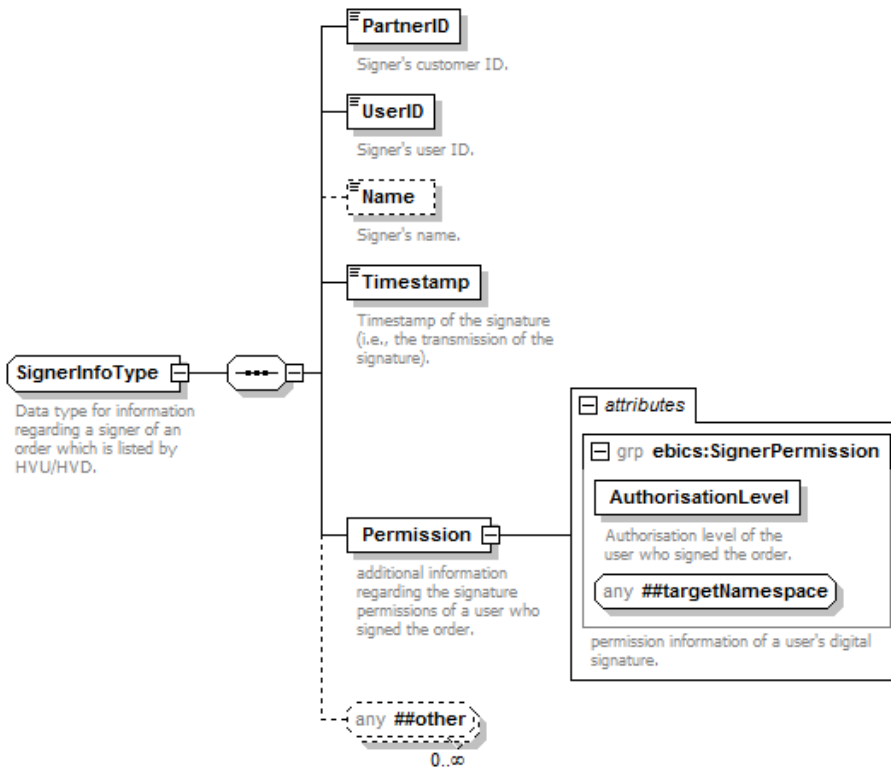 PartnerID
Signer's customer ID.
UserID
Signer's user ID.
Name
Signer's name.
Timestamp
Timestamp of the signature
(i.e., the transmission of the
signature).
SignerInfoType
Data type for information
regarding a signer of an
order which is listed by
HVU/HVD.
attributes
grp ebics:SignerPermission
AuthorisationLevel
Authorisation level of the
user who signed the order.
any ##targetNamespace
permission information of a user's digital
signature.
Permission
additional information
regarding the signature
permissions of a user who
signed the order.
any ##other
0..∞